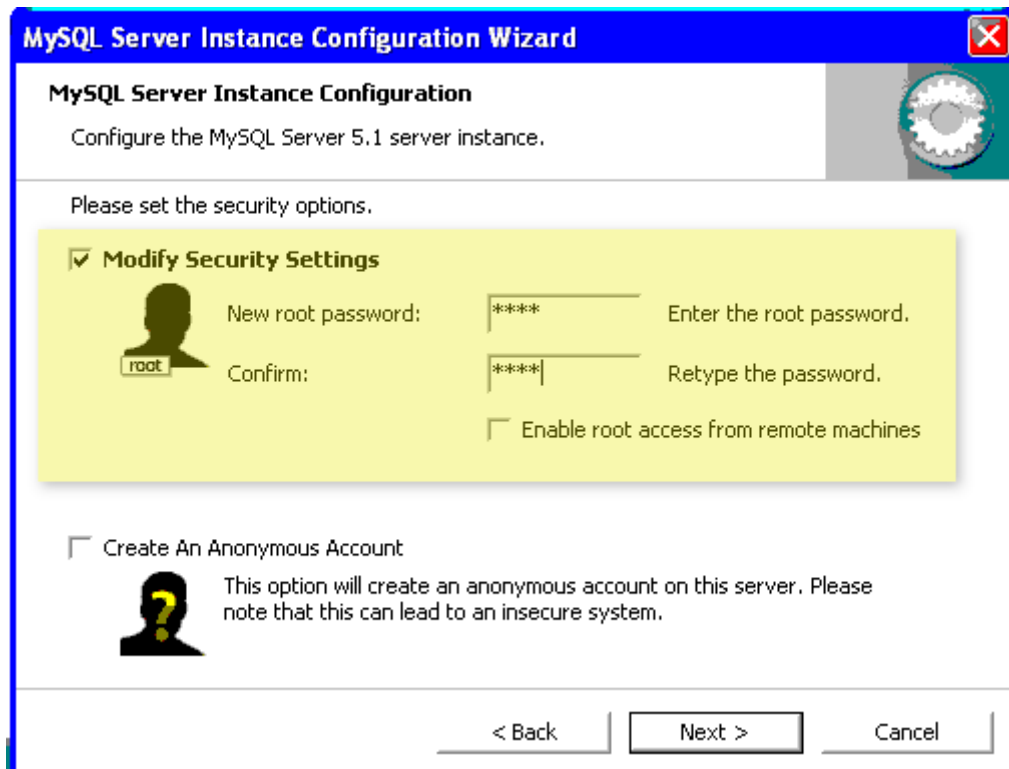 MySQL Server Instance Configuration Wizard
MySQL Server Instance Configuration
Configure the MySQL Server 5.1 server instance.
Please set the security options.
Modify Security Settings
New root password: **** Enter the root password.
root
Confirm: **** Retype the password.
Enable root access from remote machines
Create An Anonymous Account
?
This option will create an anonymous account on this server. Please
note that this can lead to an insecure system.
< Back Next > Cancel